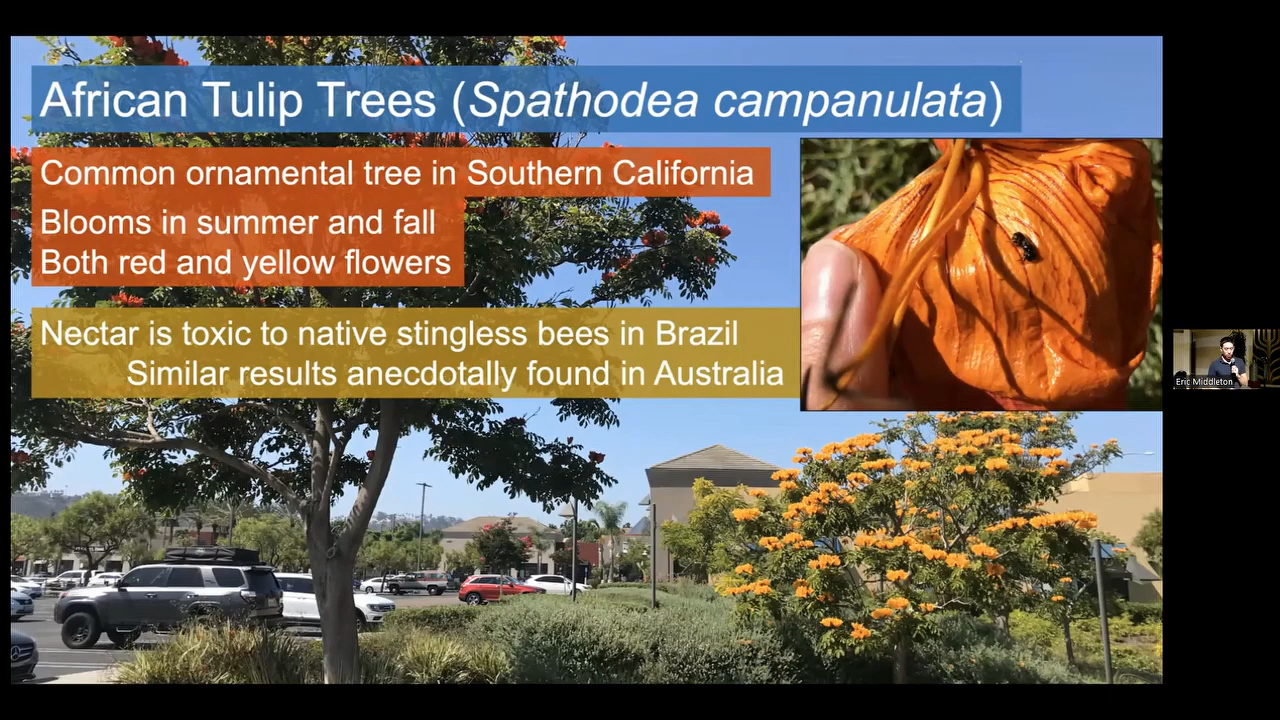 African Tulip Trees (Spathodea campanulata)
Common ornamental tree in Southern California
Blooms in summer and fall
Both red and yellow flowers
Nectar is toxic to native stingless bees in Brazil
Similar results anecdotally found in Australia
Eric Middleton